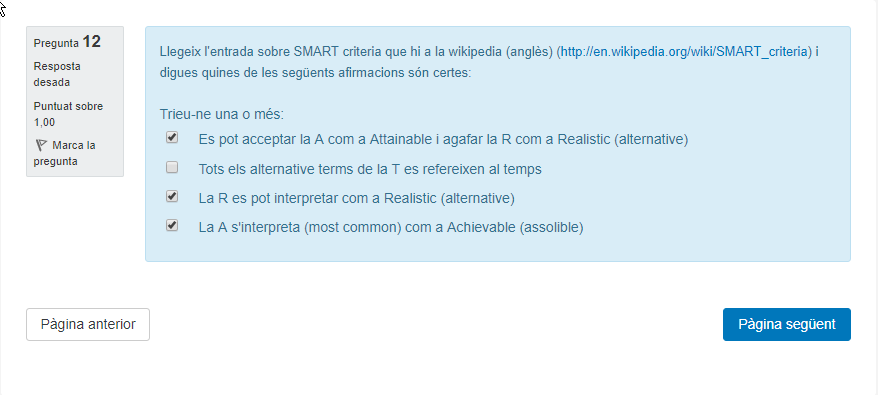 Pregunta 12
Resposta
desada
Puntuat sobre
1,00
Marca la
pregunta
Llegeix l'entrada sobre SMART criteria que hi a la wikipedia (anglès) (http://en.wikipedia.org/wiki/SMART_criteria) i
digues quines de les següents afirmacions són certes:
Trieu-ne una o més:
Es pot acceptar la A com a Attainable i agafar la R com a Realistic (alternative)
Tots els alternative terms de la T es refereixen al temps
La R es pot interpretar com a Realistic (alternative)
La A s'interpreta (most common) com a Achievable (assolible)
Pàgina anterior
Pàgina següent